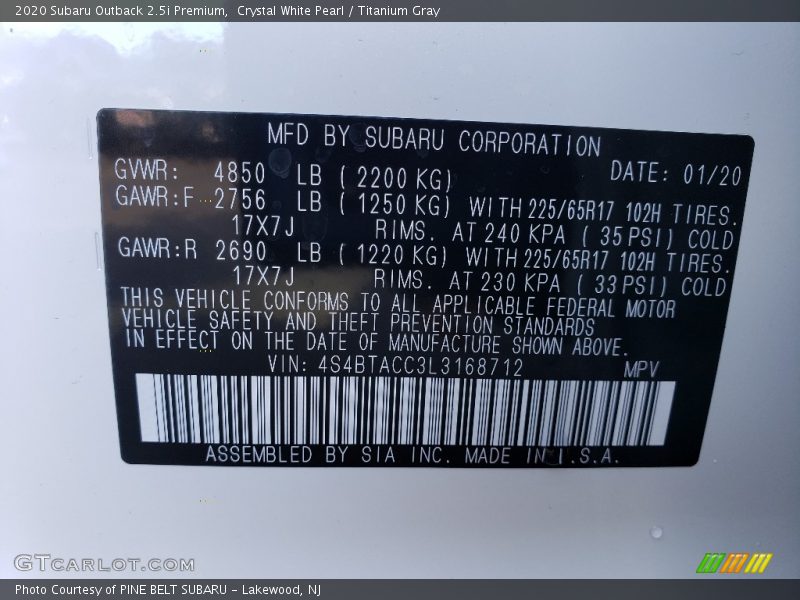 2020 Subaru Outback 2.5i Premium,  Crystal White Pearl / Titanium Gray
MFD BY SUBARU CORPORATION
GVWR: 4850 LB ( 2200 KG) DATE: 01/20
GAWR:F 2756 LB ( 1250 KG) WITH 225/65R17 102H TIRES.
17X7J RIMS. AT 240 KPA ( 35 PSI) COLD
GAWR:R 2690 LB ( 1220 KG) WITH 225/65R17 102H TIRES.
17X7J RIMS. AT 230 KPA ( 33 PSI) COLD
THIS VEHICLE CONFORMS TO ALL APPLICABLE FEDERAL MOTOR
VEHICLE SAFETY AND THEFT PREVENTION STANDARDS
IN EFFECT ON THE DATE OF MANUFACTURE SHOWN ABOVE.
VIN: 4S4BTACC3L3168712 MPV
ASSEMBLED BY SIA INC. MADE IN U.S.A.
GTCARLOT.COM
Photo Courtesy of PINE BELT SUBARU – Lakewood, NJ